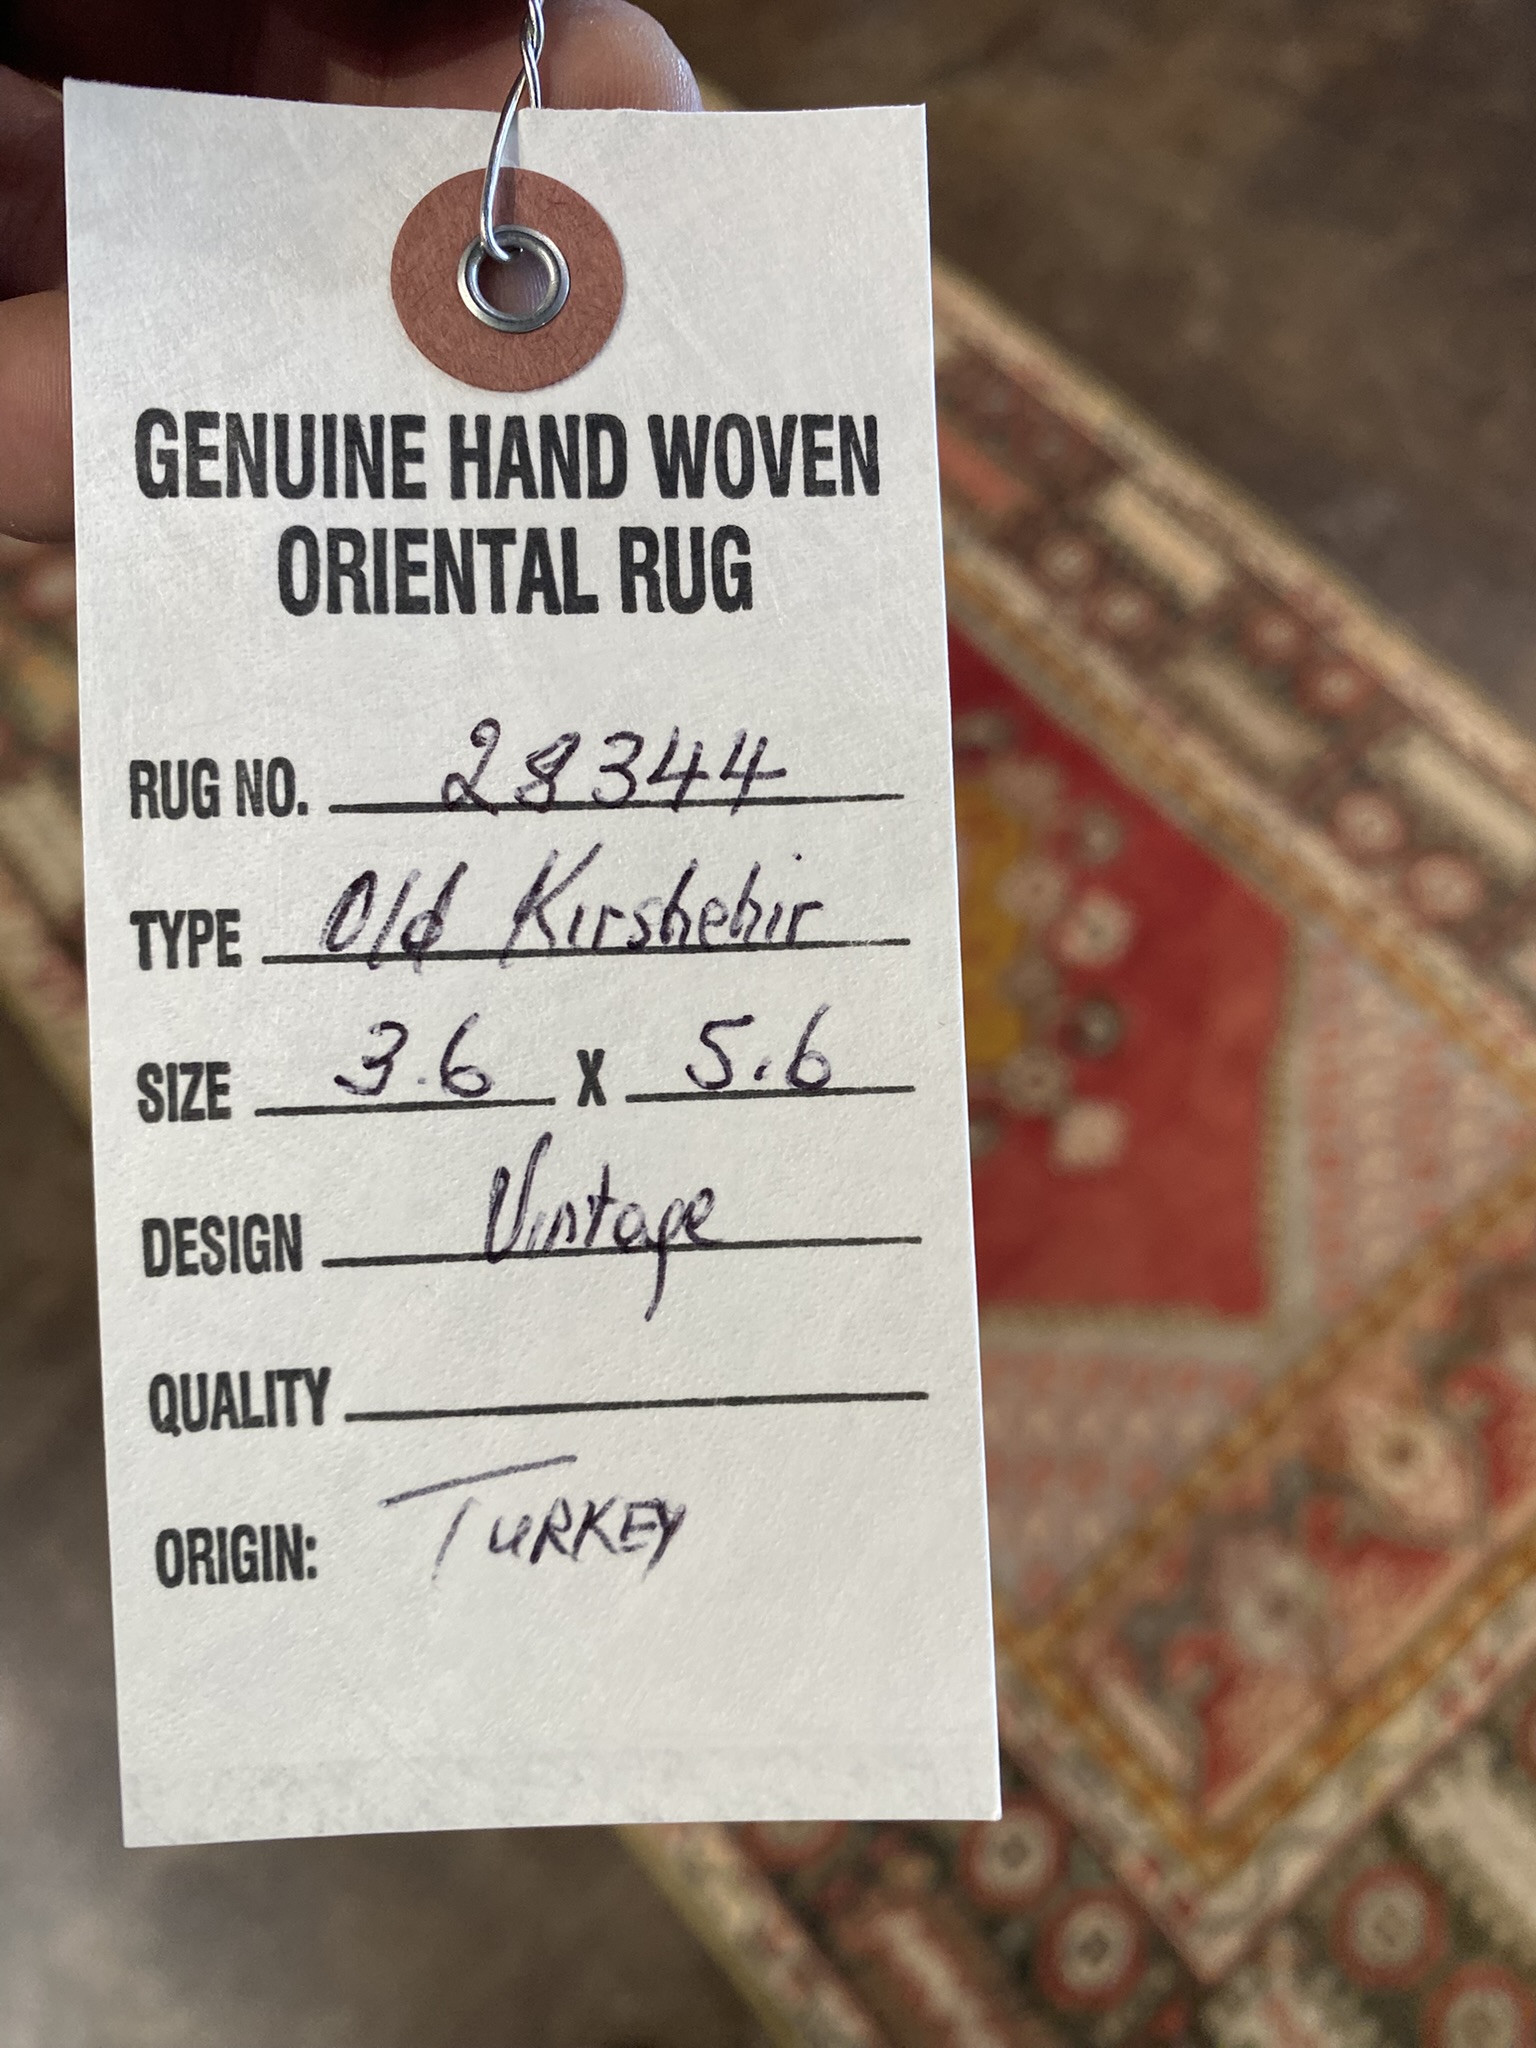 GENUINE HAND WOVEN
ORIENTAL RUG
RUG NO. 28344
TYPE Old Kirshehir
SIZE 3.6 X 5.6
DESIGN Vintage
QUALITY
ORIGIN: TURKEY